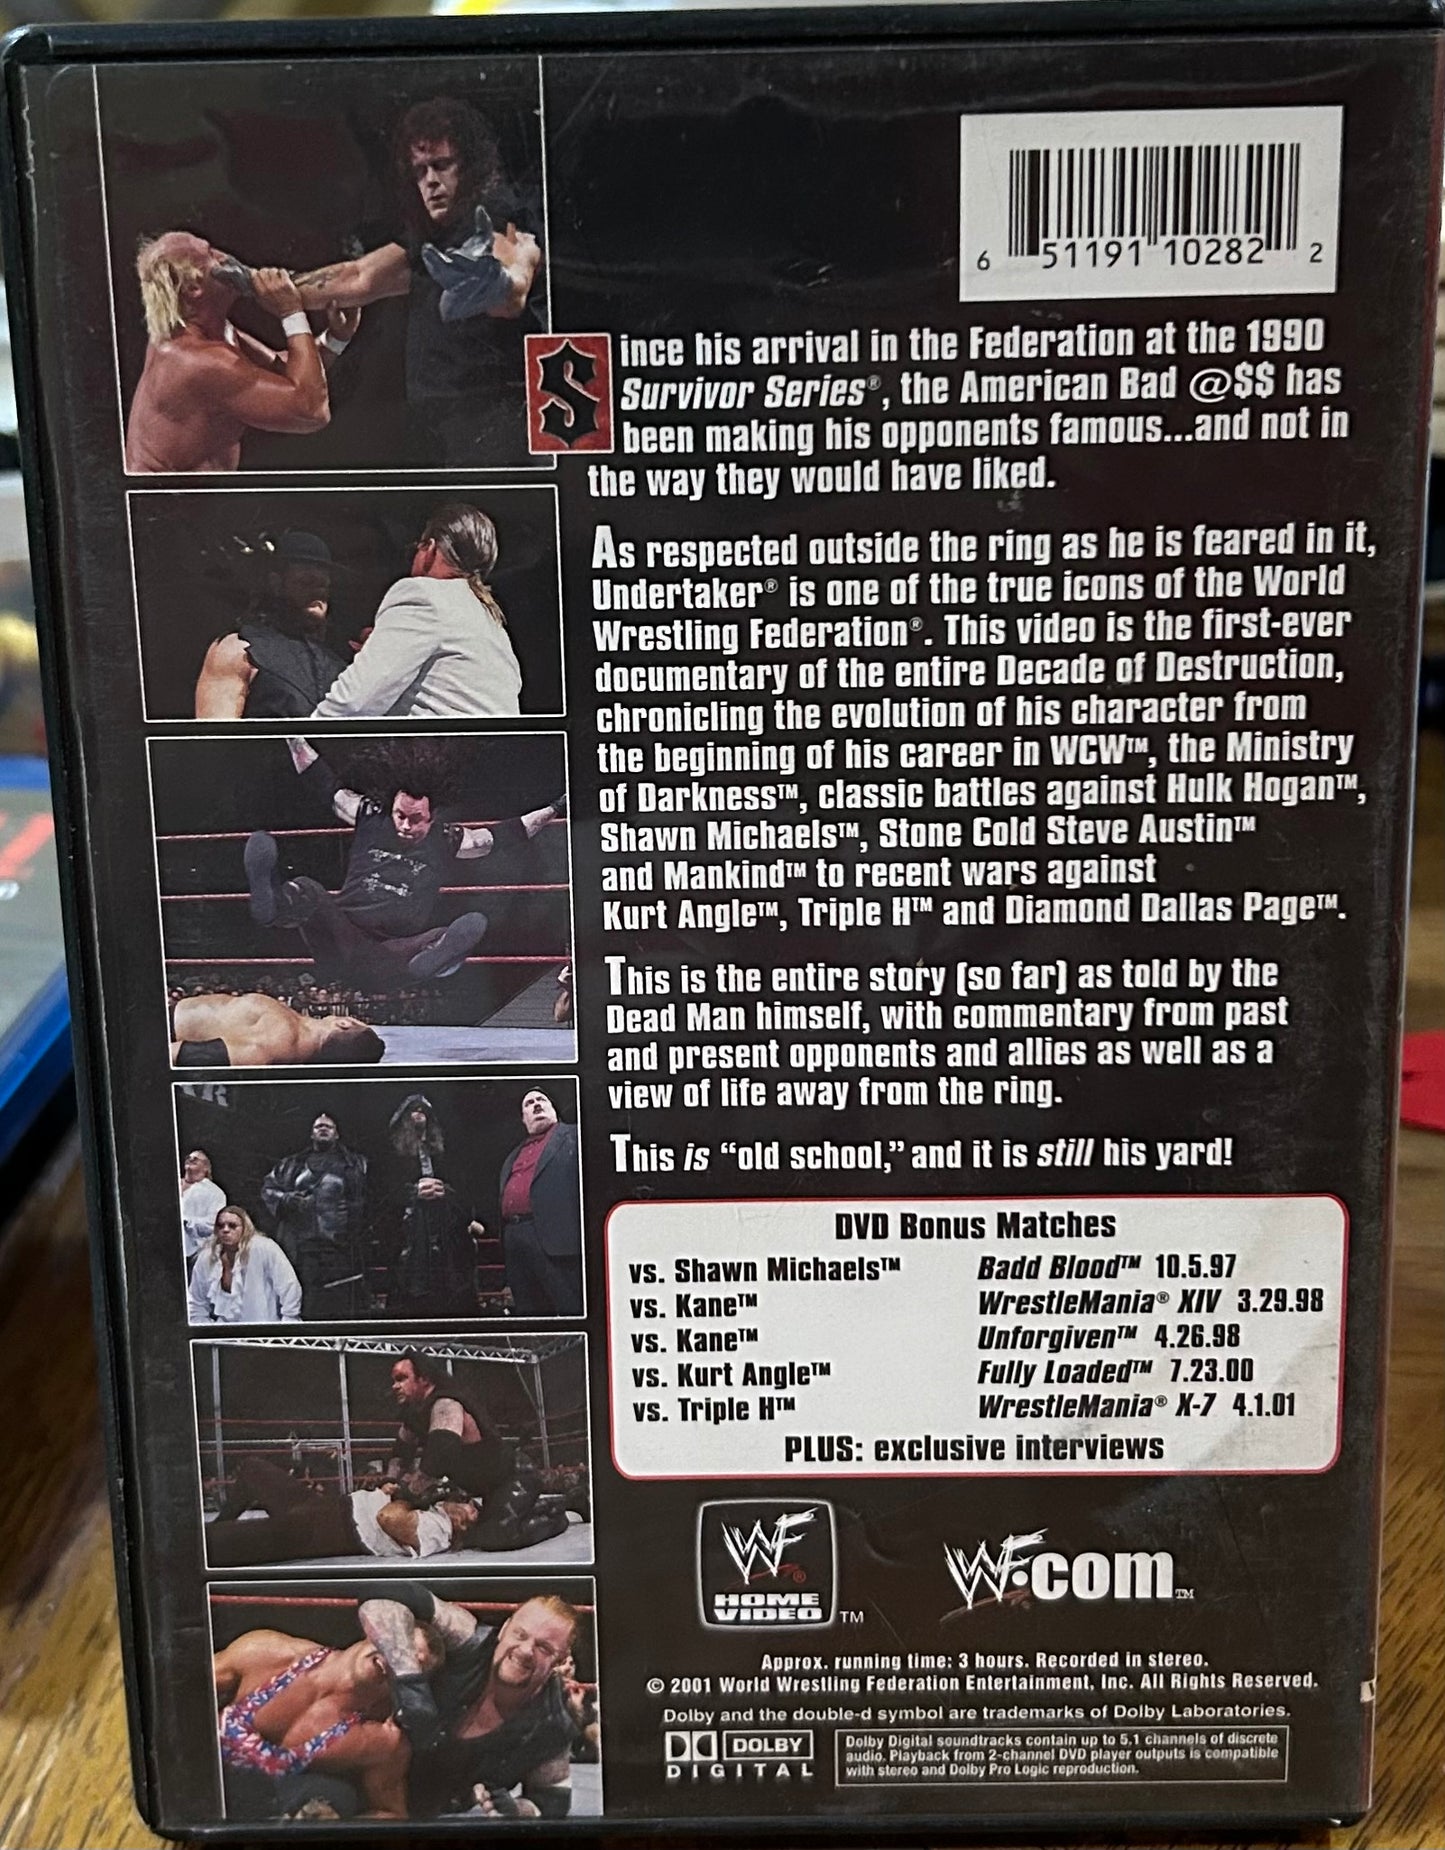 6 51191 10282 2
Since his arrival in the Federation at the 1990
Survivor Series®, the American Bad @$$ has
been making his opponents famous...and not in
the way they would have liked.
As respected outside the ring as he is feared in it,
Undertaker® is one of the true icons of the World
Wrestling Federation®. This video is the first-ever
documentary of the entire Decade of Destruction,
chronicling the evolution of his character from
the beginning of his career in WCW™, the Ministry
of Darkness™, classic battles against Hulk Hogan™,
Shawn Michaels™, Stone Cold Steve Austin™
and Mankind™ to recent wars against
Kurt Angle™, Triple H™ and Diamond Dallas Page™.
This is the entire story (so far) as told by the
Dead Man himself, with commentary from past
and present opponents and allies as well as a
view of life away from the ring.
This is "old school," and it is still his yard!
DVD Bonus Matches
vs. Shawn Michaels™ Badd Blood™ 10.5.97
vs. Kane™ WrestleMania® XIV 3.29.98
vs. Kane™ Unforgiven™ 4.26.98
vs. Kurt Angle™ Fully Loaded™ 7.23.00
vs. Triple H™ WrestleMania® X-7 4.1.01
PLUS: exclusive interviews
WF® HOME VIDEO™
WF.com™
Approx. running time: 3 hours. Recorded in stereo.
© 2001 World Wrestling Federation Entertainment, Inc. All Rights Reserved.
Dolby and the double-d symbol are trademarks of Dolby Laboratories.
DOLBY
DIGITAL
Dolby Digital soundtracks contain up to 5.1 channels of discrete
audio. Playback from 2-channel DVD player outputs is compatible
with stereo and Dolby Pro Logic reproduction.